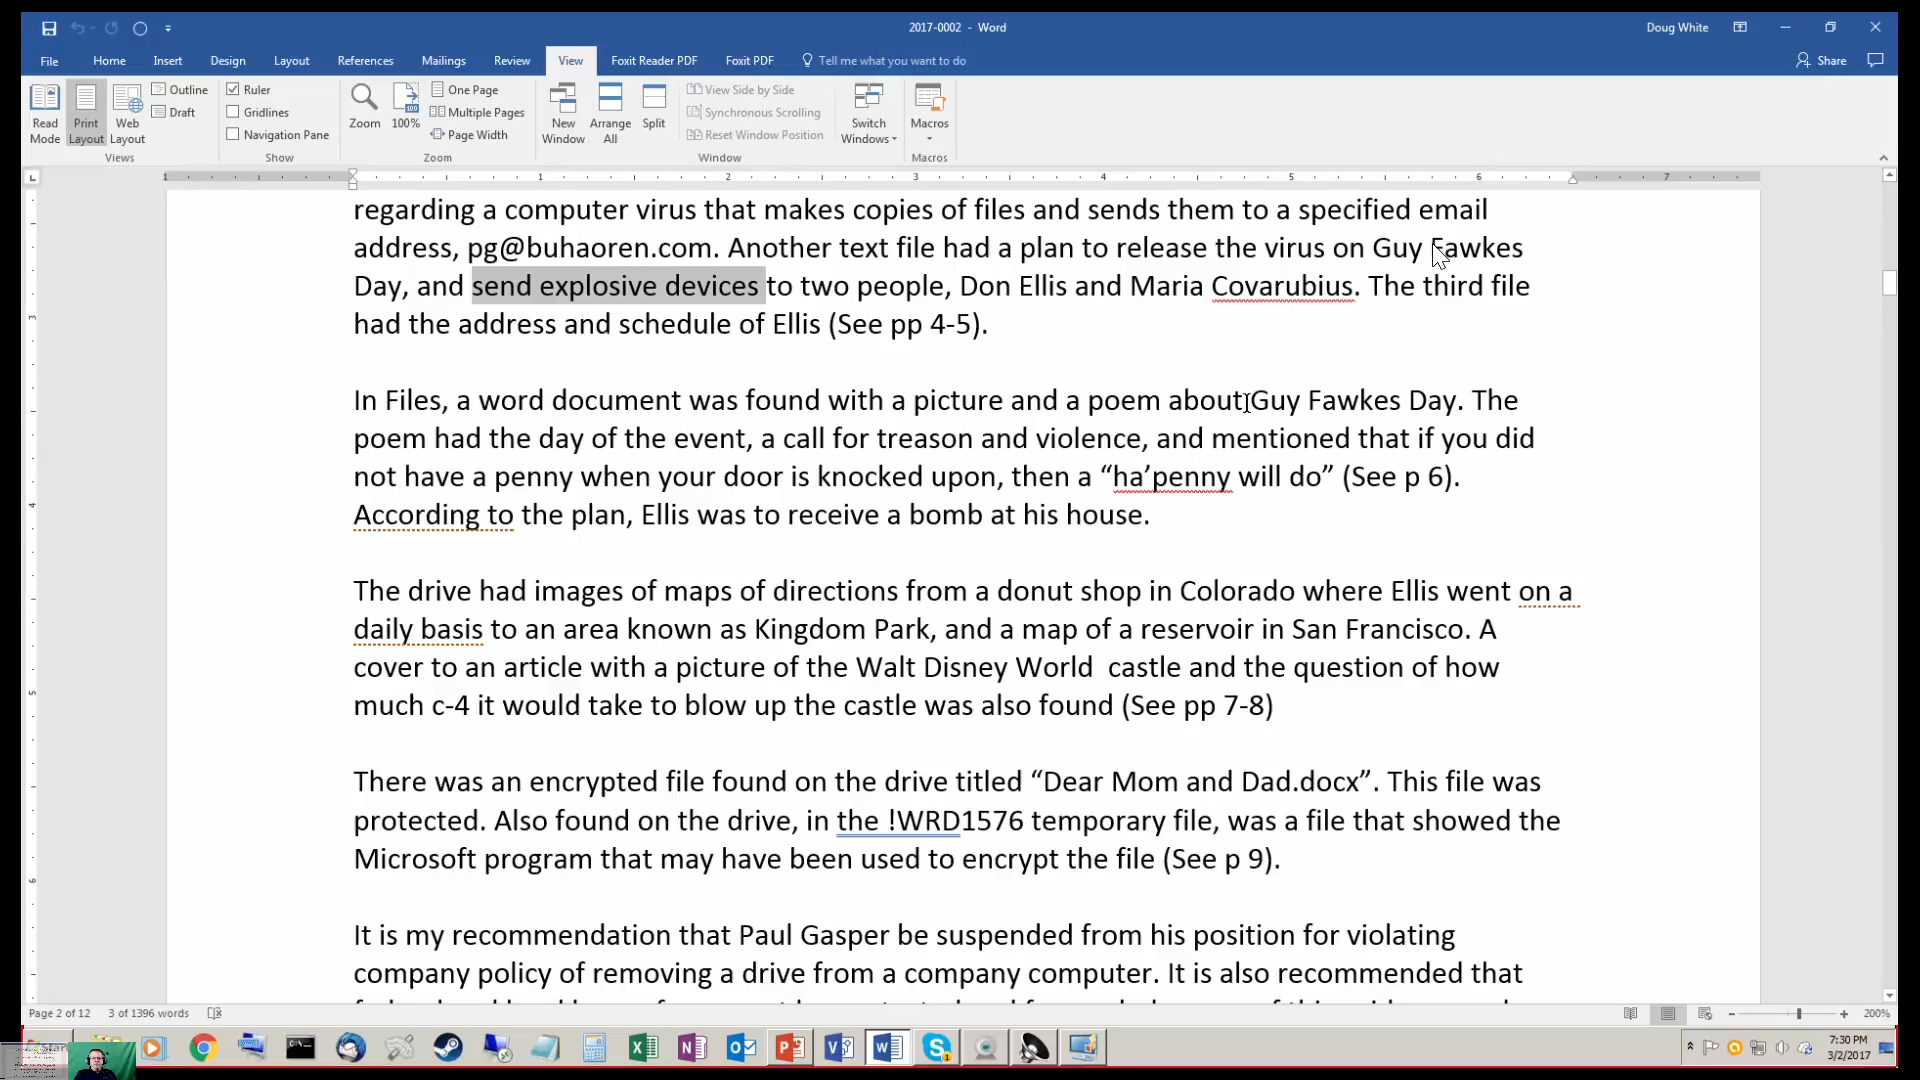 2017-0002 - Word
Doug White
File Home Insert Design Layout References Mailings Review View Foxit Reader PDF Foxit PDF Tell me what you want to do Share
Read Mode
Print Layout
Web Layout
Outline
Draft
Views
Ruler
Gridlines
Navigation Pane
Show
Zoom
100%
One Page
Multiple Pages
Page Width
Zoom
New Window
Arrange All
Split
View Side by Side
Synchronous Scrolling
Reset Window Position
Window
Switch Windows
Macros
Macros
1 1 2 3 4 5 6 7
regarding a computer virus that makes copies of files and sends them to a specified email
address, pg@buhaoren.com. Another text file had a plan to release the virus on Guy Fawkes
Day, and send explosive devices to two people, Don Ellis and Maria Covarubius. The third file
had the address and schedule of Ellis (See pp 4-5).
In Files, a word document was found with a picture and a poem about Guy Fawkes Day. The
poem had the day of the event, a call for treason and violence, and mentioned that if you did
not have a penny when your door is knocked upon, then a “ha’penny will do” (See p 6).
According to the plan, Ellis was to receive a bomb at his house.
The drive had images of maps of directions from a donut shop in Colorado where Ellis went on a
daily basis to an area known as Kingdom Park, and a map of a reservoir in San Francisco. A
cover to an article with a picture of the Walt Disney World  castle and the question of how
much c-4 it would take to blow up the castle was also found (See pp 7-8)
There was an encrypted file found on the drive titled “Dear Mom and Dad.docx”. This file was
protected. Also found on the drive, in the !WRD1576 temporary file, was a file that showed the
Microsoft program that may have been used to encrypt the file (See p 9).
It is my recommendation that Paul Gasper be suspended from his position for violating
company policy of removing a drive from a company computer. It is also recommended that
Page 2 of 12 3 of 1396 words
200%
7:30 PM
3/2/2017